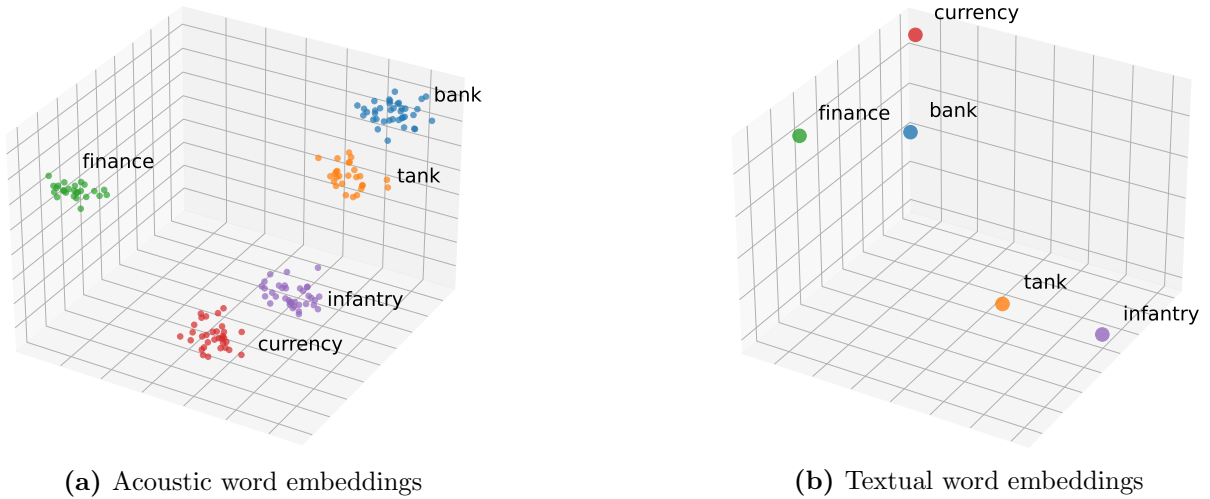 bank
finance
tank
infantry
currency
(a) Acoustic word embeddings
currency
finance
bank
tank
infantry
(b) Textual word embeddings